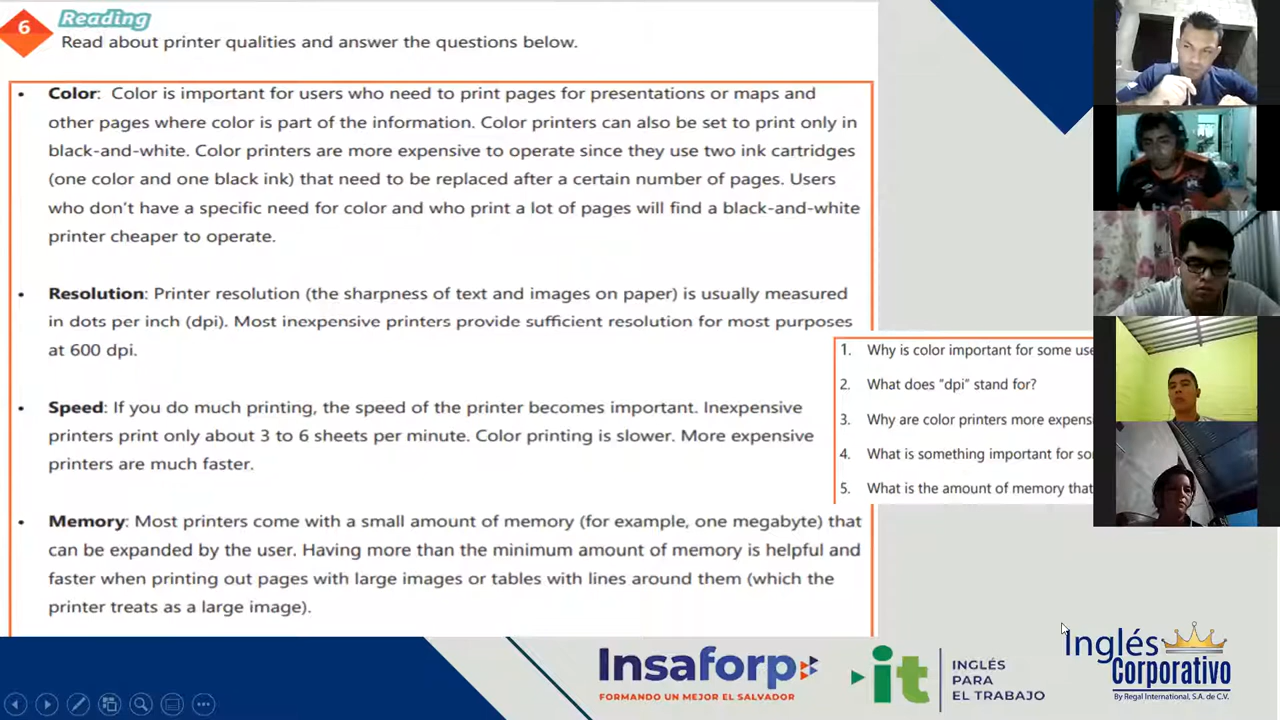 6
Reading
Read about printer qualities and answer the questions below.
• Color: Color is important for users who need to print pages for presentations or maps and
other pages where color is part of the information. Color printers can also be set to print only in
black-and-white. Color printers are more expensive to operate since they use two ink cartridges
(one color and one black ink) that need to be replaced after a certain number of pages. Users
who don't have a specific need for color and who print a lot of pages will find a black-and-white
printer cheaper to operate.
• Resolution: Printer resolution (the sharpness of text and images on paper) is usually measured
in dots per inch (dpi). Most inexpensive printers provide sufficient resolution for most purposes
at 600 dpi.
• Speed: If you do much printing, the speed of the printer becomes important. Inexpensive
printers print only about 3 to 6 sheets per minute. Color printing is slower. More expensive
printers are much faster.
• Memory: Most printers come with a small amount of memory (for example, one megabyte) that
can be expanded by the user. Having more than the minimum amount of memory is helpful and
faster when printing out pages with large images or tables with lines around them (which the
printer treats as a large image).
1. Why is color important for some use
2. What does "dpi" stand for?
3. Why are color printers more expens
4. What is something important for so
5. What is the amount of memory that
Insaforp
FORMANDO UN MEJOR EL SALVADOR
it
INGLÉS
PARA
EL TRABAJO
Inglés
Corporativo
By Regal International, S.A. de C.V.